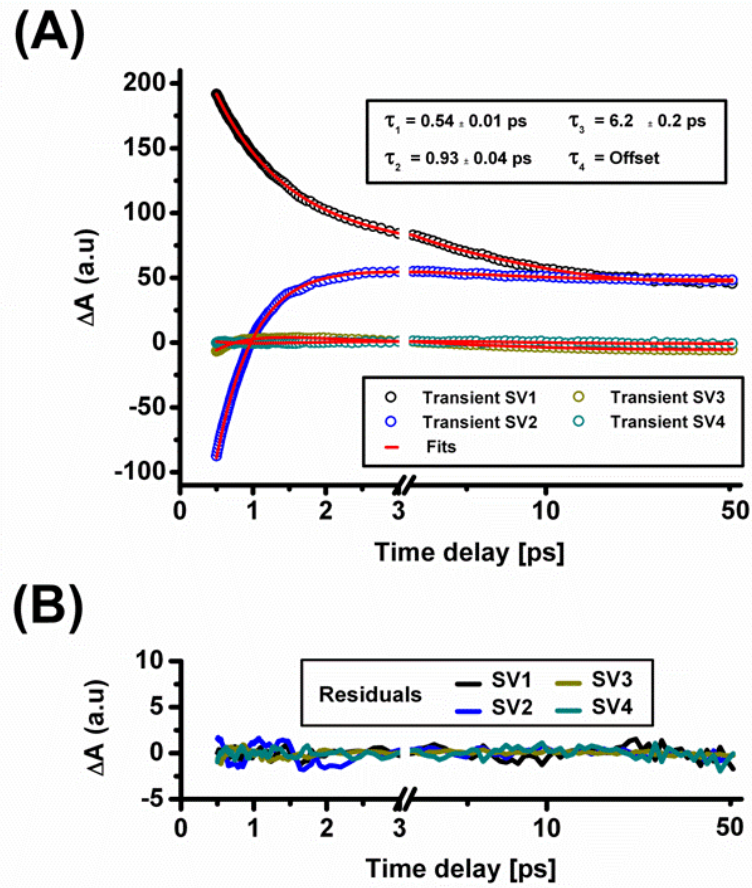 (A)
200
150
100
50
0
-50
-100
ΔA (a.u)
τ1 = 0.54 ± 0.01 ps τ3 = 6.2 ± 0.2 ps
τ2 = 0.93 ± 0.04 ps τ4 = Offset
Transient SV1 Transient SV3
Transient SV2 Transient SV4
Fits
0 1 2 3 10 50
Time delay [ps]
(B)
10
5
0
-5
ΔA (a.u)
Residuals SV1 SV3
SV2 SV4
0 1 2 3 10 50
Time delay [ps]